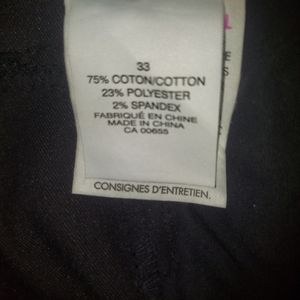 33
75% COTON/COTTON
23% POLYESTER
2% SPANDEX
FABRIQUÉ EN CHINE
MADE IN CHINA
CA 00655
CONSIGNES D'ENTRETIEN.